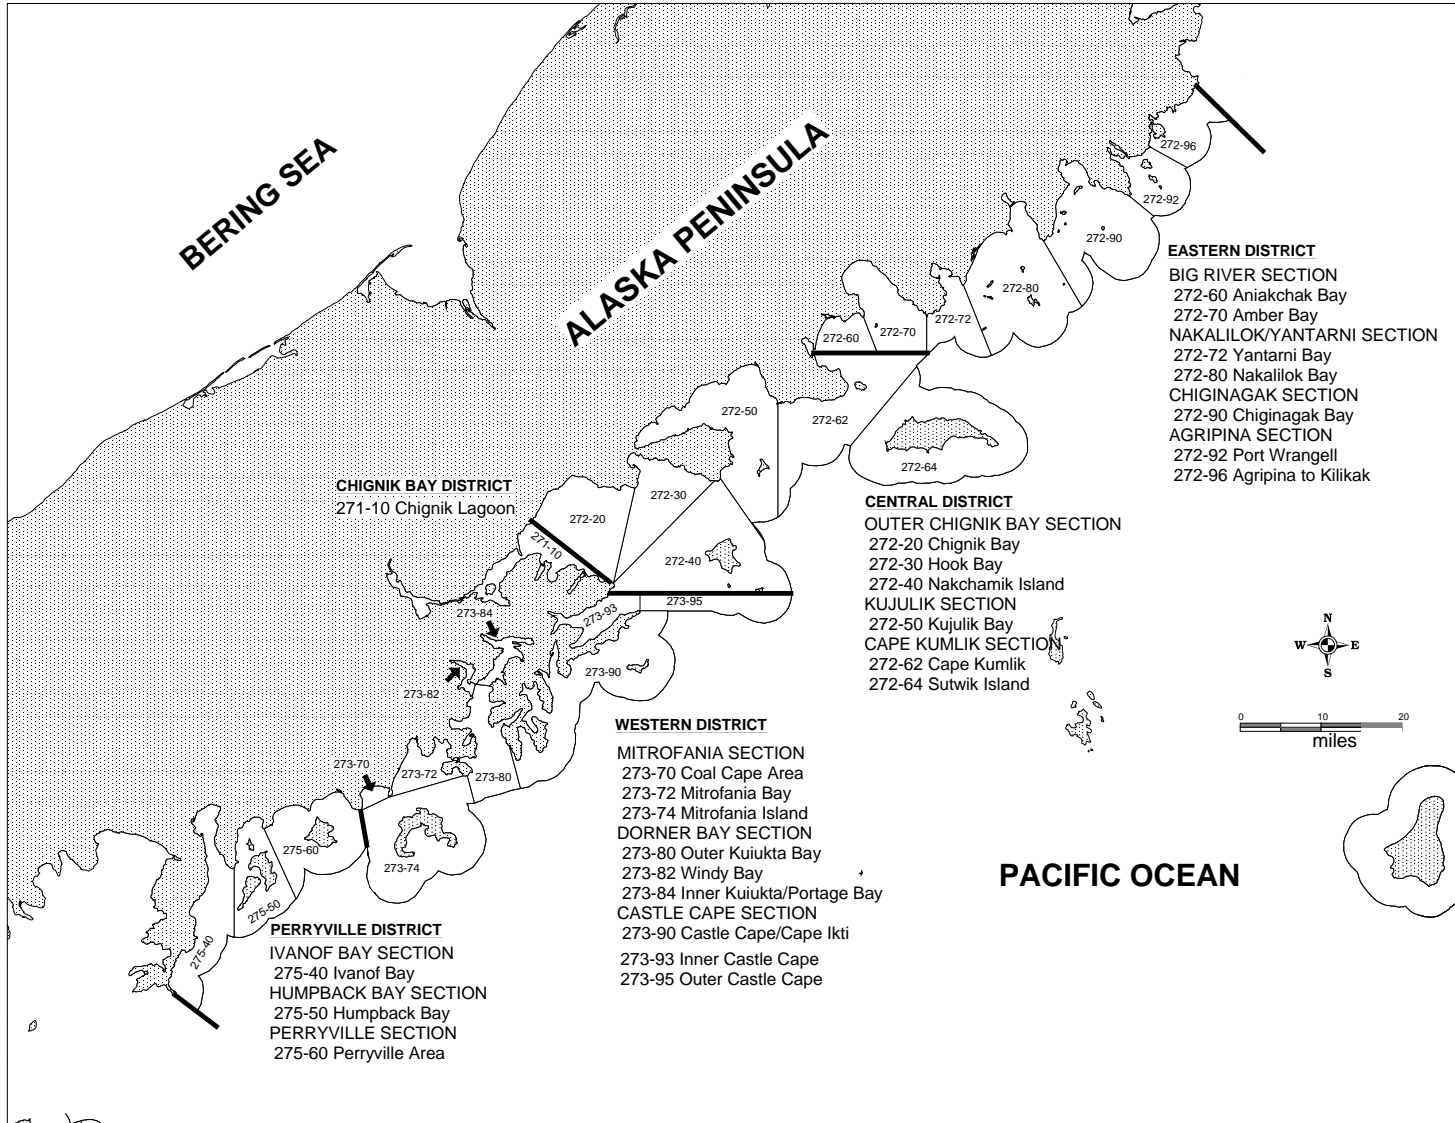 BERING SEA
ALASKA PENINSULA
272-96
272-92
272-90
272-80
272-72
272-70
272-60
272-50
272-62
272-64
272-30
272-20
271-10
272-40
273-95
273-93
273-84
273-90
273-82
273-70
273-72
273-80
275-60
273-74
275-50
275-40
EASTERN DISTRICT
BIG RIVER SECTION
272-60 Aniakchak Bay
272-70 Amber Bay
NAKALILOK/YANTARNI SECTION
272-72 Yantarni Bay
272-80 Nakalilok Bay
CHIGINAGAK SECTION
272-90 Chiginagak Bay
AGRIPINA SECTION
272-92 Port Wrangell
272-96 Agripina to Kilikak
CHIGNIK BAY DISTRICT
271-10 Chignik Lagoon
CENTRAL DISTRICT
OUTER CHIGNIK BAY SECTION
272-20 Chignik Bay
272-30 Hook Bay
272-40 Nakchamik Island
KUJULIK SECTION
272-50 Kujulik Bay
CAPE KUMLIK SECTION
272-62 Cape Kumlik
272-64 Sutwik Island
WESTERN DISTRICT
MITROFANIA SECTION
273-70 Coal Cape Area
273-72 Mitrofania Bay
273-74 Mitrofania Island
DORNER BAY SECTION
273-80 Outer Kuiukta Bay
273-82 Windy Bay
273-84 Inner Kuiukta/Portage Bay
CASTLE CAPE SECTION
273-90 Castle Cape/Cape Ikti
273-93 Inner Castle Cape
273-95 Outer Castle Cape
PERRYVILLE DISTRICT
IVANOF BAY SECTION
275-40 Ivanof Bay
HUMPBACK BAY SECTION
275-50 Humpback Bay
PERRYVILLE SECTION
275-60 Perryville Area
N
W E
S
0 10 20
miles
PACIFIC OCEAN